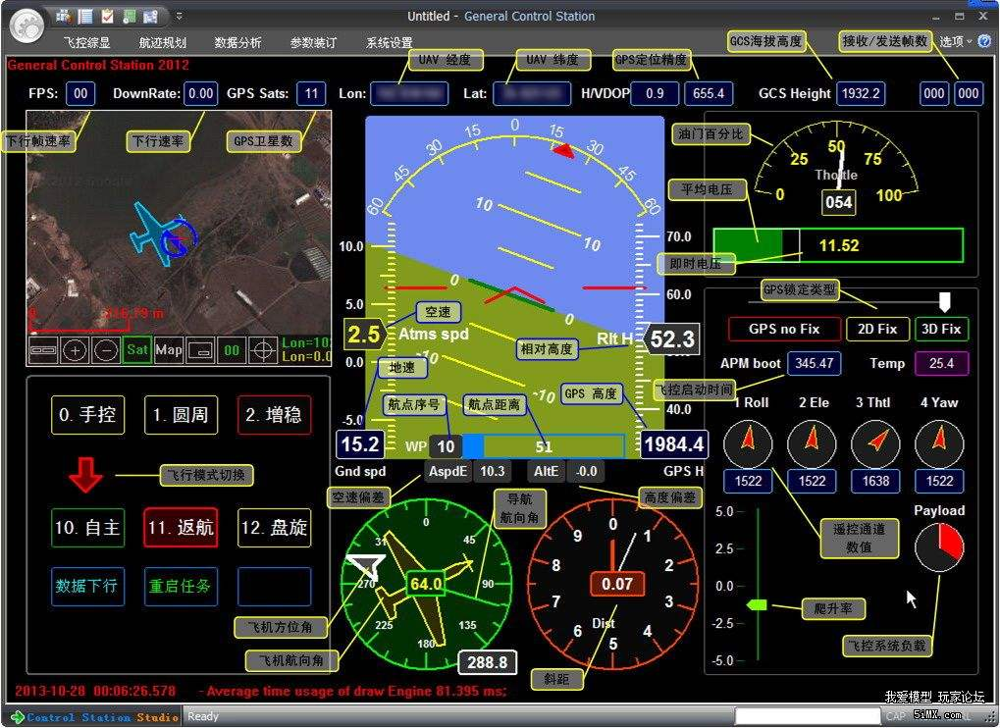 Untitled - General Control Station
飞控综显 航迹规划 数据分析 参数装订 系统设置
选项
General Control Station 2012
UAV 经度
UAV 纬度
GPS定位精度
GCS海拔高度
接收/发送帧数
FPS: 00 DownRate: 0.00 GPS Sats: 11 Lon: Lat: H/VDOP 0.9 655.4 GCS Height 1932.2 000 000
下行帧速率
下行速率
GPS卫星数
60 45 30 15 0 15 30 45 60
10 10
0 0
-10 -10
10.0
5.0
0.0
-5.0
70.0
60.0
40.0
2.5
Atms spd
空速
地速
相对高度
Rlt H
52.3
GPS 高度
航点序号
航点距离
15.2
WP 10 51
1984.4
Gnd spd
AspdE 10.3
AltE -0.0
GPS H
空速偏差
导航
航向角
高度偏差
油门百分比
0 25 50 75 100
Thottle
054
平均电压
11.52
即时电压
GPS锁定类型
GPS no Fix 2D Fix 3D Fix
APM boot 345.47 Temp 25.4
飞控启动时间
1 Roll 2 Ele 3 Thtl 4 Yaw
1522 1522 1638 1522
遥控通道
数值
Payload
5.0
2.5
0.0
-2.5
-5.0
爬升率
飞控系统负载
Sat Map 00
0. 手控 1. 圆周 2. 增稳
飞行模式切换
10. 自主 11. 返航 12. 盘旋
数据下行 重启任务
飞机方位角
飞机航向角
0 45 90 135 180 225 270 31
64.0
288.8
0 1 2 3 4 5 6 7 8 9
0.07
Dist
斜距
2013-10-28 00:06:26.578 - Average time usage of draw Engine 81.395 ms;
我爱模型 玩家论坛
5iMX.com
Control Station Studio Ready
CAP